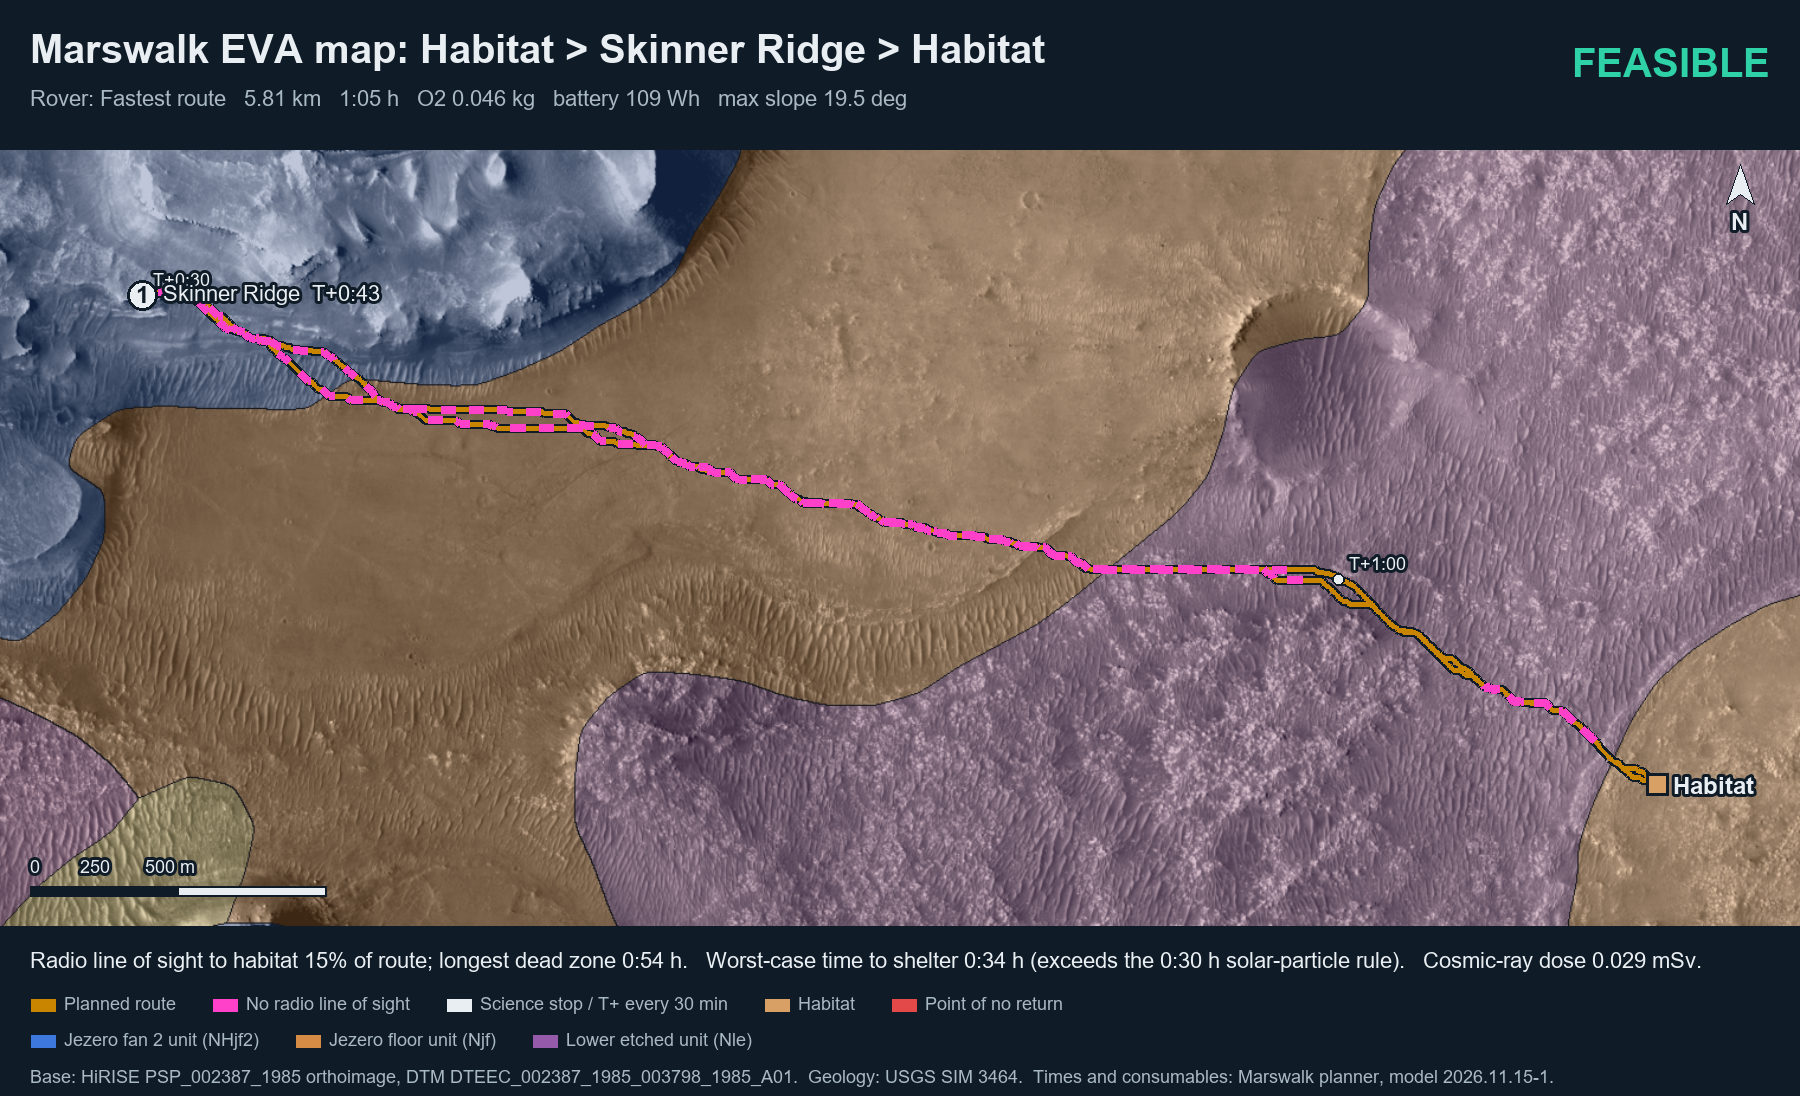 Marswalk EVA map: Habitat > Skinner Ridge > Habitat
FEASIBLE
Rover: Fastest route 5.81 km 1:05 h O2 0.046 kg battery 109 Wh max slope 19.5 deg
N
T+0:30
1 Skinner Ridge T+0:43
T+1:00
Habitat
0 250 500 m
Radio line of sight to habitat 15% of route; longest dead zone 0:54 h. Worst-case time to shelter 0:34 h (exceeds the 0:30 h solar-particle rule). Cosmic-ray dose 0.029 mSv.
Planned route No radio line of sight Science stop / T+ every 30 min Habitat Point of no return
Jezero fan 2 unit (NHjf2) Jezero floor unit (Njf) Lower etched unit (Nle)
Base: HiRISE PSP_002387_1985 orthoimage, DTM DTEEC_002387_1985_003798_1985_A01. Geology: USGS SIM 3464. Times and consumables: Marswalk planner, model 2026.11.15-1.